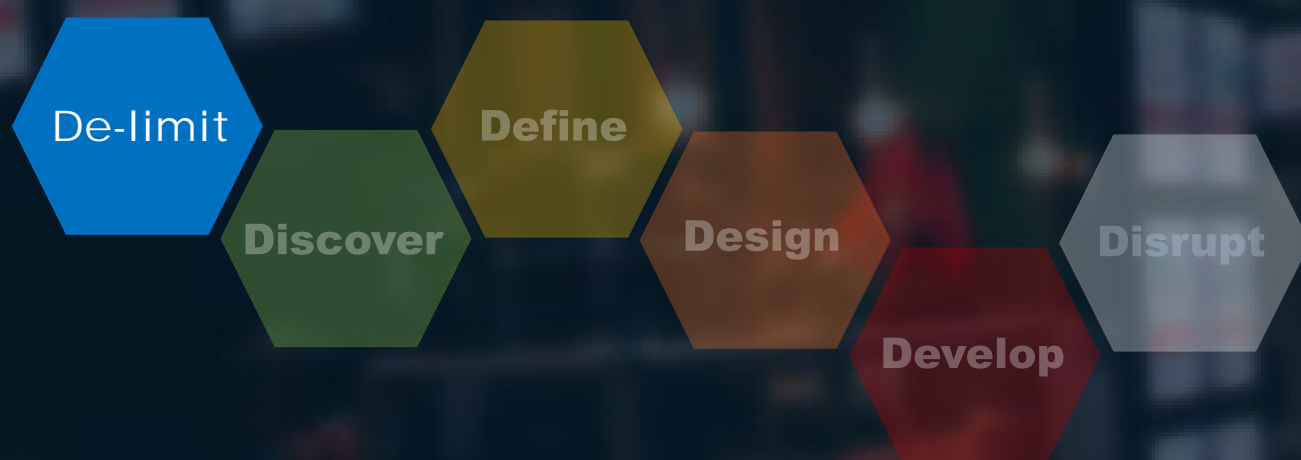 De-limit
Discover
Define
Design
Develop
Disrupt